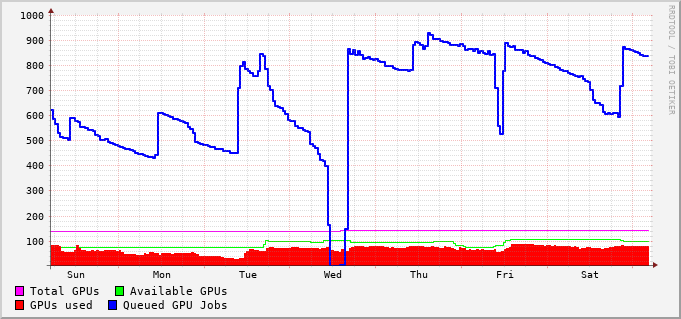 1000
900
800
700
600
500
400
300
200
100
Sun Mon Tue Wed Thu Fri Sat
Total GPUs Available GPUs
GPUs used Queued GPU Jobs
RRDTOOL / TOBI OETIKER